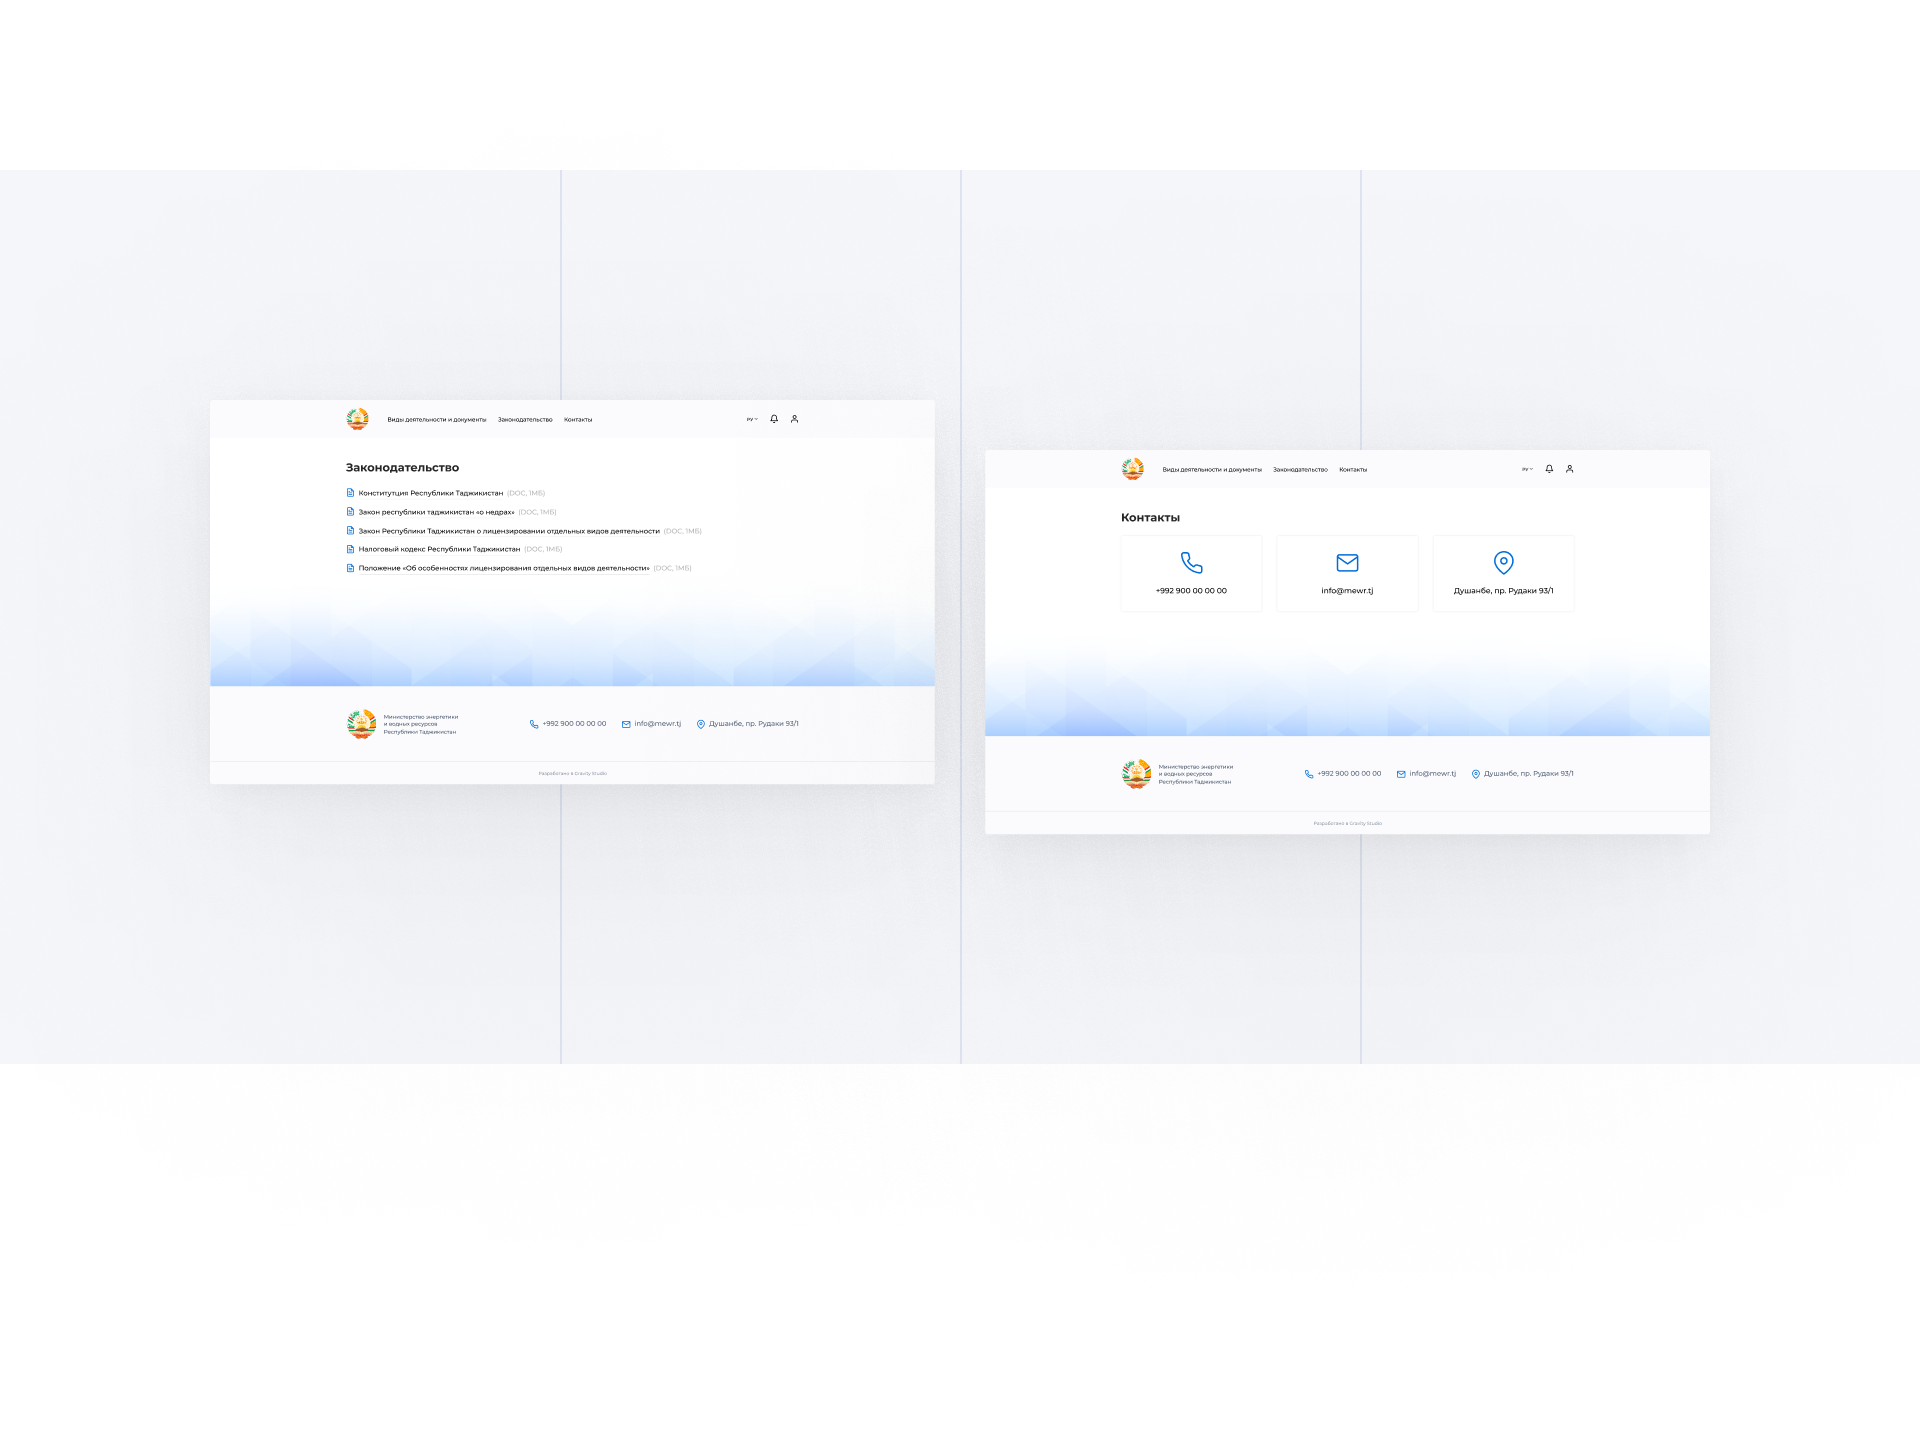 Виды деятельности и документы Законодательство Контакты РУ
Законодательство
Конституция Республики Таджикистан (DOC, 1МБ)
Закон республики таджикистан «о недрах» (DOC, 1МБ)
Закон Республики Таджикистан о лицензировании отдельных видов деятельности (DOC, 1МБ)
Налоговый кодекс Республики Таджикистан (DOC, 1МБ)
Положение «Об особенностях лицензирования отдельных видов деятельности» (DOC, 1МБ)
Министерство энергетики
и водных ресурсов
Республики Таджикистан
+992 900 00 00 00 info@mewr.tj Душанбе, пр. Рудаки 93/1
Разработано в Gravity Studio
Виды деятельности и документы Законодательство Контакты РУ
Контакты
+992 900 00 00 00
info@mewr.tj
Душанбе, пр. Рудаки 93/1
Министерство энергетики
и водных ресурсов
Республики Таджикистан
+992 900 00 00 00 info@mewr.tj Душанбе, пр. Рудаки 93/1
Разработано в Gravity Studio